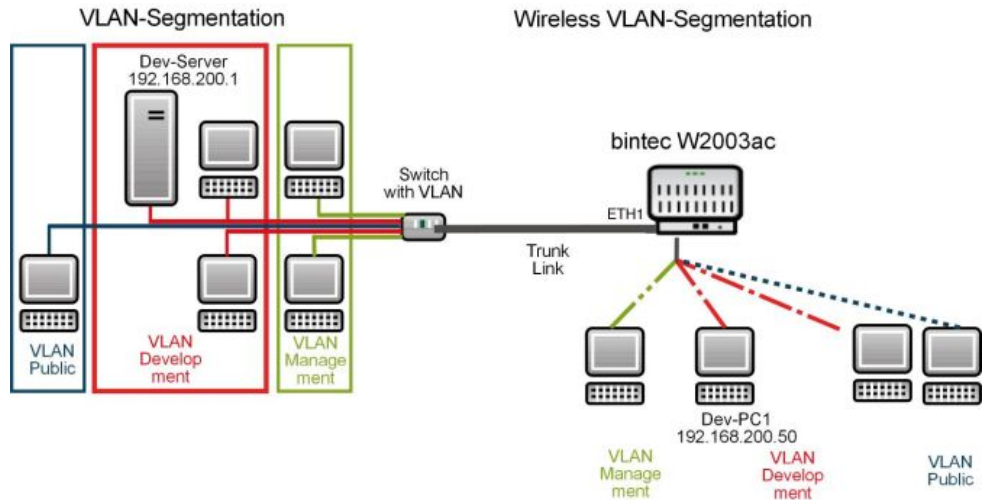 VLAN-Segmentation
Wireless VLAN-Segmentation
Dev-Server
192.168.200.1
bintec W2003ac
Switch
with VLAN
ETH1
Trunk
Link
VLAN
Public
VLAN
Develop
ment
VLAN
Manage
ment
Dev-PC1
192.168.200.50
VLAN
Manage
ment
VLAN
Develop
ment
VLAN
Public